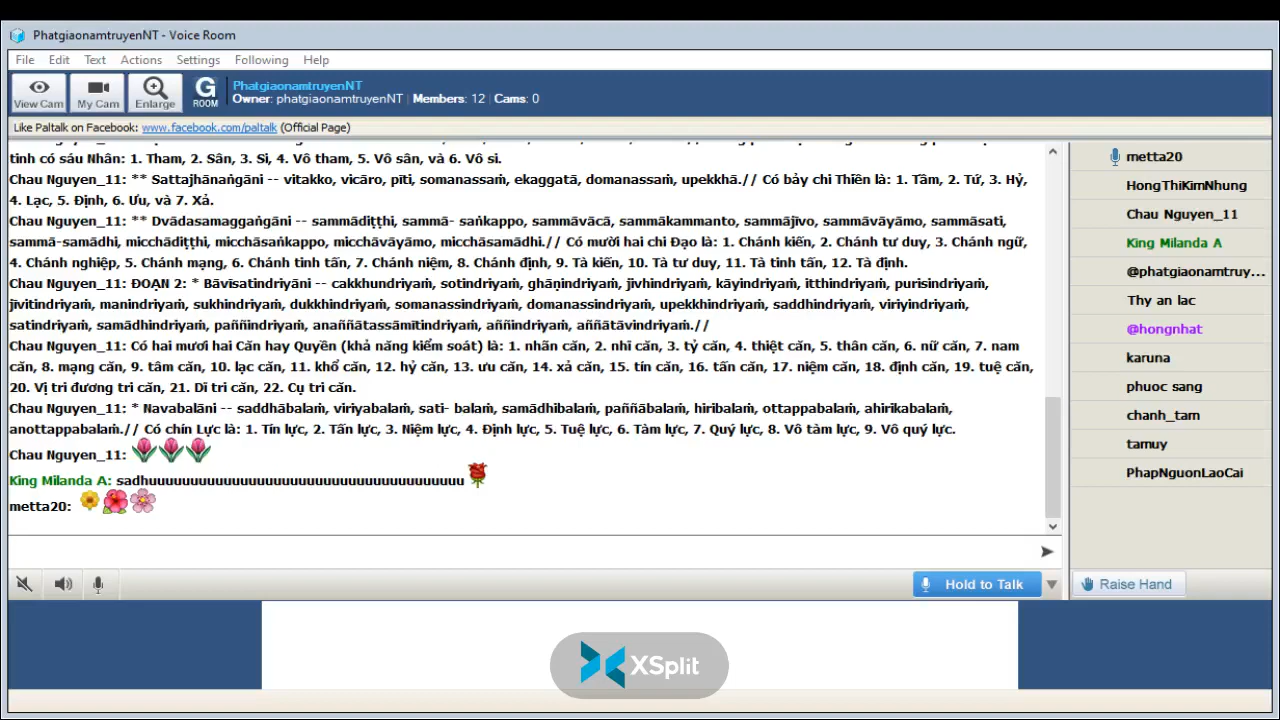 PhatgiaonamtruyenNT - Voice Room
File Edit Text Actions Settings Following Help
View Cam My Cam Enlarge G ROOM
PhatgiaonamtruyenNT
Owner: phatgiaonamtruyenNT | Members: 12 | Cams: 0
Like Paltalk on Facebook: www.facebook.com/paltalk (Official Page)
tinh có sáu Nhân: 1. Tham, 2. Sân, 3. Si, 4. Vô tham, 5. Vô sân, và 6. Vô si.
Chau Nguyen_11: ** Sattajhānaṅgāni -- vitakko, vicāro, pīti, somanassaṁ, ekaggatā, domanassaṁ, upekkhā.// Có bảy chi Thiền là: 1. Tầm, 2. Tứ, 3. Hỷ,
4. Lạc, 5. Định, 6. Ưu, và 7. Xả.
Chau Nguyen_11: ** Dvādasamaggaṅgāni -- sammādiṭṭhi, sammā- saṅkappo, sammāvācā, sammākammanto, sammājīvo, sammāvāyāmo, sammāsati,
sammā-samādhi, micchādiṭṭhi, micchāsaṅkappo, micchāvāyāmo, micchāsamādhi.// Có mười hai chi Đạo là: 1. Chánh kiến, 2. Chánh tư duy, 3. Chánh ngữ,
4. Chánh nghiệp, 5. Chánh mạng, 6. Chánh tinh tấn, 7. Chánh niệm, 8. Chánh định, 9. Tà kiến, 10. Tà tư duy, 11. Tà tinh tấn, 12. Tà định.
Chau Nguyen_11: ĐOẠN 2: * Bāvīsatindriyāni -- cakkhundriyaṁ, sotindriyaṁ, ghāṇindriyaṁ, jivhindriyaṁ, kāyindriyaṁ, itthindriyaṁ, purisindriyaṁ,
jīvitindriyaṁ, manindriyaṁ, sukhindriyaṁ, dukkhindriyaṁ, somanassindriyaṁ, domanassindriyaṁ, upekkhindriyaṁ, saddhindriyaṁ, viriyindriyaṁ,
satindriyaṁ, samādhindriyaṁ, paññindriyaṁ, anaññātassāmītindriyaṁ, aññindriyaṁ, aññātāvindriyaṁ.//
Chau Nguyen_11: Có hai mươi hai Căn hay Quyền (khả năng kiểm soát) là: 1. nhãn căn, 2. nhĩ căn, 3. tỷ căn, 4. thiệt căn, 5. thân căn, 6. nữ căn, 7. nam
căn, 8. mạng căn, 9. tâm căn, 10. lạc căn, 11. khổ căn, 12. hỷ căn, 13. ưu căn, 14. xả căn, 15. tín căn, 16. tấn căn, 17. niệm căn, 18. định căn, 19. tuệ căn,
20. Vị tri đương tri căn, 21. Dĩ tri căn, 22. Cụ tri căn.
Chau Nguyen_11: * Navabalāni -- saddhābalaṁ, viriyabalaṁ, sati- balaṁ, samādhibalaṁ, paññābalaṁ, hiribalaṁ, ottappabalaṁ, ahirikabalaṁ,
anottappabalaṁ.// Có chín Lực là: 1. Tín lực, 2. Tấn lực, 3. Niệm lực, 4. Định lực, 5. Tuệ lực, 6. Tàm lực, 7. Quý lực, 8. Vô tàm lực, 9. Vô quý lực.
Chau Nguyen_11:
King Milanda A: sadhuuuuuuuuuuuuuuuuuuuuuuuuuuuuuuuuuuuuuu
metta20:
Hold to Talk
metta20
HongThiKimNhung
Chau Nguyen_11
King Milanda A
@phatgiaonamtruy...
Thy an lac
@hongnhat
karuna
phuoc sang
chanh_tam
tamuy
PhapNguonLaoCai
Raise Hand
XSplit